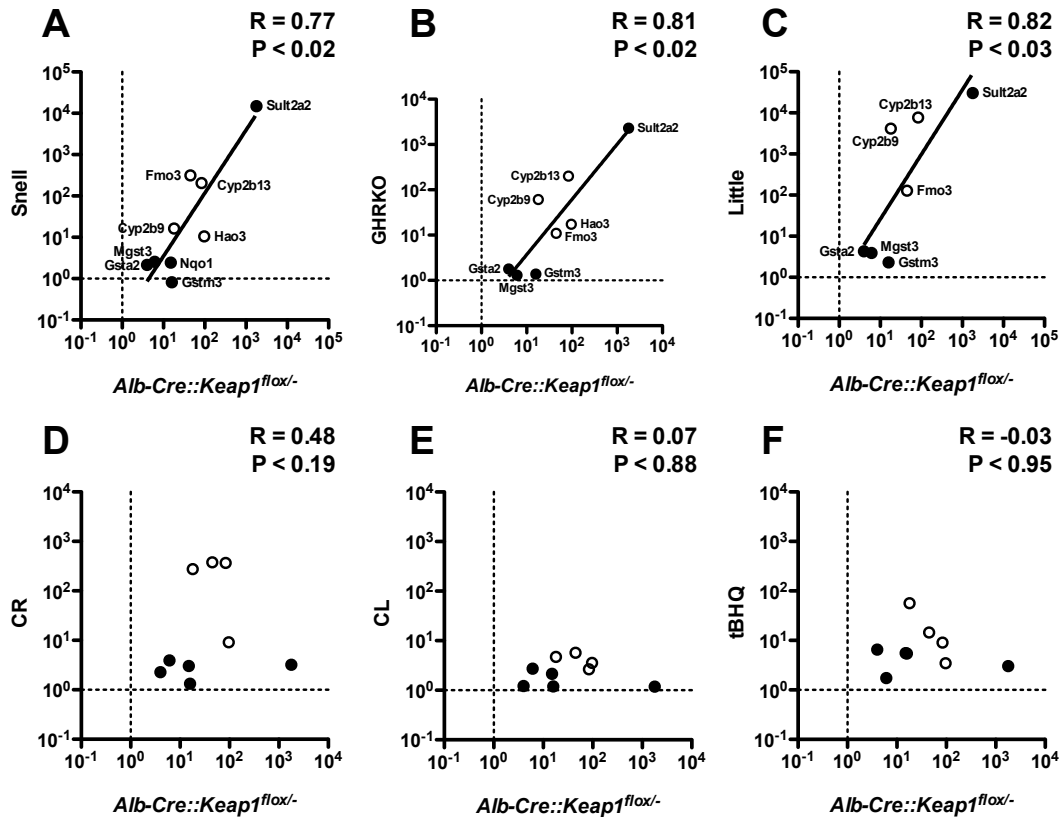 A
R = 0.77
P < 0.02
10^5
10^4
10^3
10^2
10^1
10^0
10^-1
Snell
Sult2a2
Fmo3
Cyp2b13
Cyp2b9
Hao3
Mgst3
Nqo1
Gsta2
Gstm3
10^-1 10^0 10^1 10^2 10^3 10^4 10^5
Alb-Cre::Keap1^flox/-
B
R = 0.81
P < 0.02
10^4
10^3
10^2
10^1
10^0
10^-1
GHRKO
Sult2a2
Cyp2b13
Cyp2b9
Hao3
Fmo3
Gsta2
Gstm3
Mgst3
10^-1 10^0 10^1 10^2 10^3 10^4
Alb-Cre::Keap1^flox/-
C
R = 0.82
P < 0.03
10^5
10^4
10^3
10^2
10^1
10^0
10^-1
Little
Sult2a2
Cyp2b13
Cyp2b9
Fmo3
Mgst3
Gsta2
Gstm3
10^-1 10^0 10^1 10^2 10^3 10^4 10^5
Alb-Cre::Keap1^flox/-
D
R = 0.48
P < 0.19
10^4
10^3
10^2
10^1
10^0
10^-1
CR
10^-1 10^0 10^1 10^2 10^3 10^4
Alb-Cre::Keap1^flox/-
E
R = 0.07
P < 0.88
10^4
10^3
10^2
10^1
10^0
10^-1
CL
10^-1 10^0 10^1 10^2 10^3 10^4
Alb-Cre::Keap1^flox/-
F
R = -0.03
P < 0.95
10^4
10^3
10^2
10^1
10^0
10^-1
tBHQ
10^-1 10^0 10^1 10^2 10^3 10^4
Alb-Cre::Keap1^flox/-